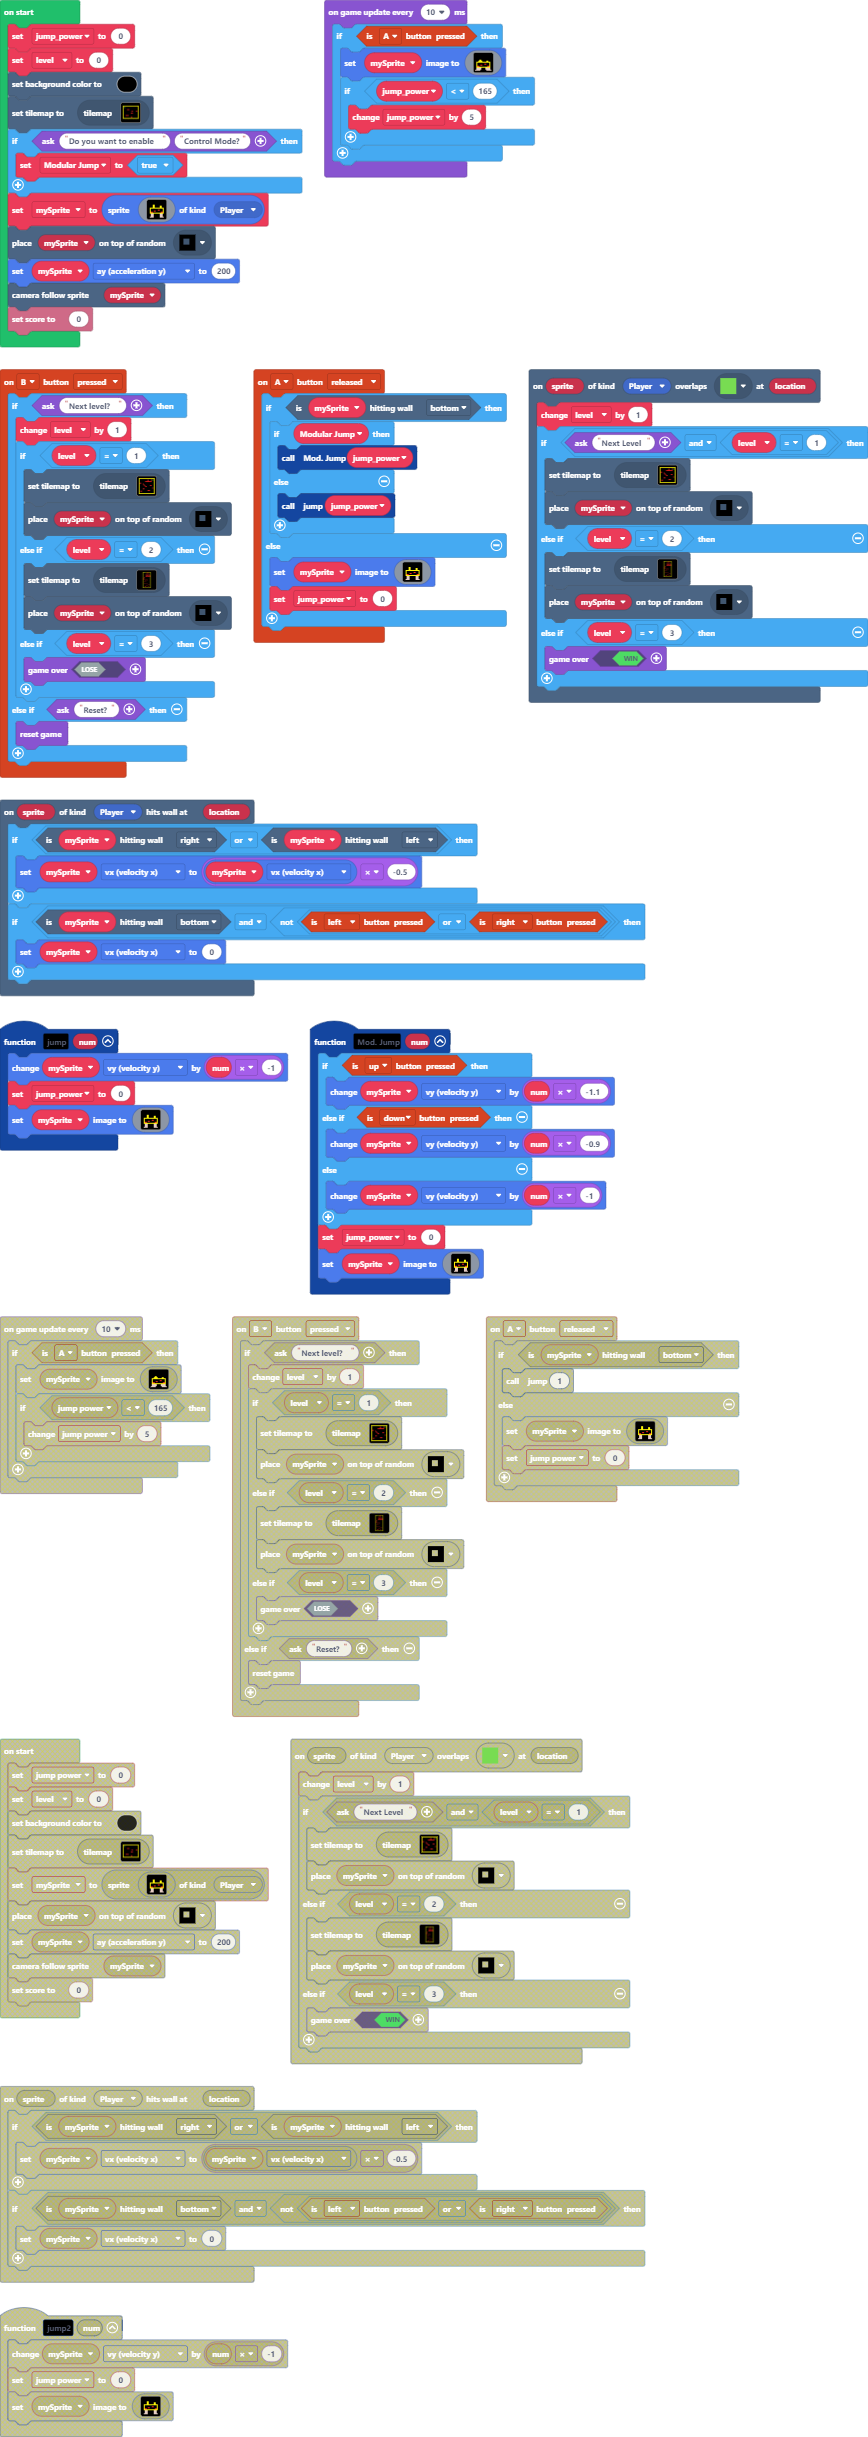 on start
set jump_power to 0
set level to 0
set background color to
set tilemap to tilemap
if ask "Do you want to enable" "Control Mode?" then
set Modular Jump to true
set mySprite to sprite of kind Player
place mySprite on top of random
set mySprite ay (acceleration y) to 200
camera follow sprite mySprite
set score to 0
on game update every 10 ms
if is A button pressed then
set mySprite image to
if jump_power < 165 then
change jump_power by 5
on B button pressed
if ask "Next level?" then
change level by 1
if level = 1 then
set tilemap to tilemap
place mySprite on top of random
else if level = 2 then
set tilemap to tilemap
place mySprite on top of random
else if level = 3 then
game over LOSE
else if ask "Reset?" then
reset game
on A button released
if is mySprite hitting wall bottom then
if Modular Jump then
call Mod. Jump jump_power
else
call jump jump_power
else
set mySprite image to
set jump_power to 0
on sprite of kind Player overlaps at location
change level by 1
if ask "Next Level" and level = 1 then
set tilemap to tilemap
place mySprite on top of random
else if level = 2 then
set tilemap to tilemap
place mySprite on top of random
else if level = 3 then
game over WIN
on sprite of kind Player hits wall at location
if is mySprite hitting wall right or is mySprite hitting wall left then
set mySprite vx (velocity x) to mySprite vx (velocity x) × -0.5
if is mySprite hitting wall bottom and not is left button pressed or is right button pressed then
set mySprite vx (velocity x) to 0
function jump num
change mySprite vy (velocity y) by num × -1
set jump_power to 0
set mySprite image to
function Mod. Jump num
if is up button pressed then
change mySprite vy (velocity y) by num × -1.1
else if is down button pressed then
change mySprite vy (velocity y) by num × -0.9
else
change mySprite vy (velocity y) by num × -1
set jump_power to 0
set mySprite image to
on game update every 10 ms
if is A button pressed then
set mySprite image to
if jump power < 165 then
change jump power by 5
on B button pressed
if ask "Next level?" then
change level by 1
if level = 1 then
set tilemap to tilemap
place mySprite on top of random
else if level = 2 then
set tilemap to tilemap
place mySprite on top of random
else if level = 3 then
game over LOSE
else if ask "Reset?" then
reset game
on A button released
if is mySprite hitting wall bottom then
call jump 1
else
set mySprite image to
set jump power to 0
on start
set jump power to 0
set level to 0
set background color to
set tilemap to tilemap
set mySprite to sprite of kind Player
place mySprite on top of random
set mySprite ay (acceleration y) to 200
camera follow sprite mySprite
set score to 0
on sprite of kind Player overlaps at location
change level by 1
if ask "Next Level" and level = 1 then
set tilemap to tilemap
place mySprite on top of random
else if level = 2 then
set tilemap to tilemap
place mySprite on top of random
else if level = 3 then
game over WIN
on sprite of kind Player hits wall at location
if is mySprite hitting wall right or is mySprite hitting wall left then
set mySprite vx (velocity x) to mySprite vx (velocity x) × -0.5
if is mySprite hitting wall bottom and not is left button pressed or is right button pressed then
set mySprite vx (velocity x) to 0
function jump2 num
change mySprite vy (velocity y) by num × -1
set jump power to 0
set mySprite image to